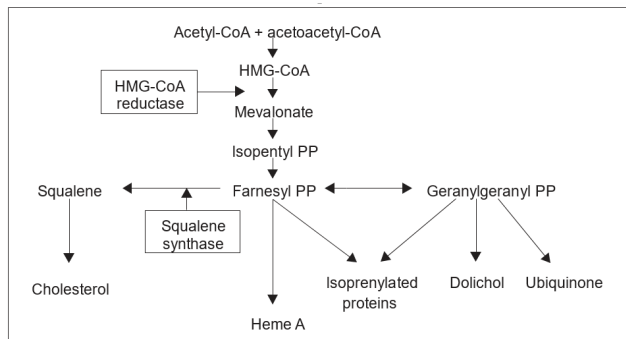 Acetyl-CoA + acetoacetyl-CoA
HMG-CoA
HMG-CoA
reductase
Mevalonate
Isopentyl PP
Squalene
Farnesyl PP
Geranylgeranyl PP
Squalene
synthase
Cholesterol
Isoprenylated
proteins
Dolichol
Ubiquinone
Heme A